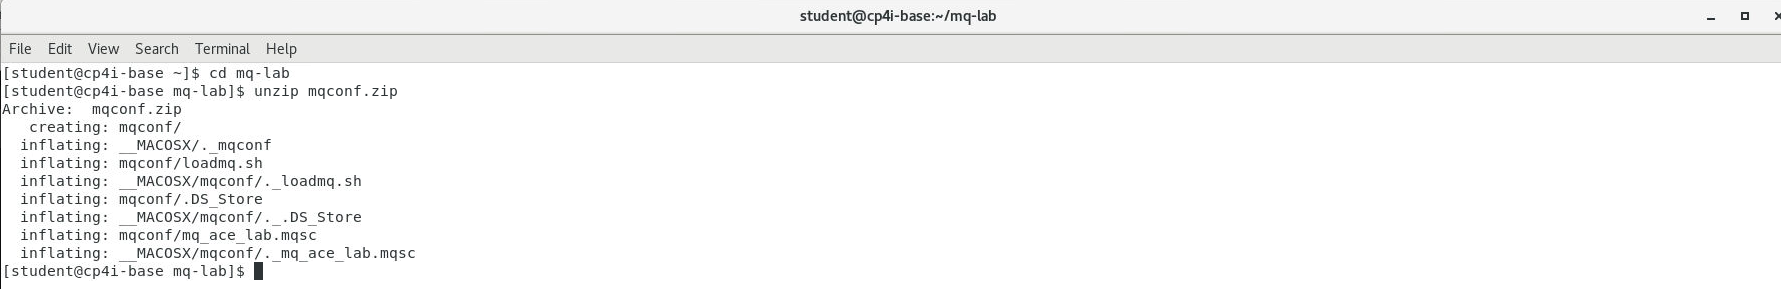 student@cp4i-base:~/mq-lab
File Edit View Search Terminal Help
[student@cp4i-base ~]$ cd mq-lab
[student@cp4i-base mq-lab]$ unzip mqconf.zip
Archive:  mqconf.zip
   creating: mqconf/
  inflating: __MACOSX/._mqconf
  inflating: mqconf/loadmq.sh
  inflating: __MACOSX/mqconf/._loadmq.sh
  inflating: mqconf/.DS_Store
  inflating: __MACOSX/mqconf/._.DS_Store
  inflating: mqconf/mq_ace_lab.mqsc
  inflating: __MACOSX/mqconf/._mq_ace_lab.mqsc
[student@cp4i-base mq-lab]$